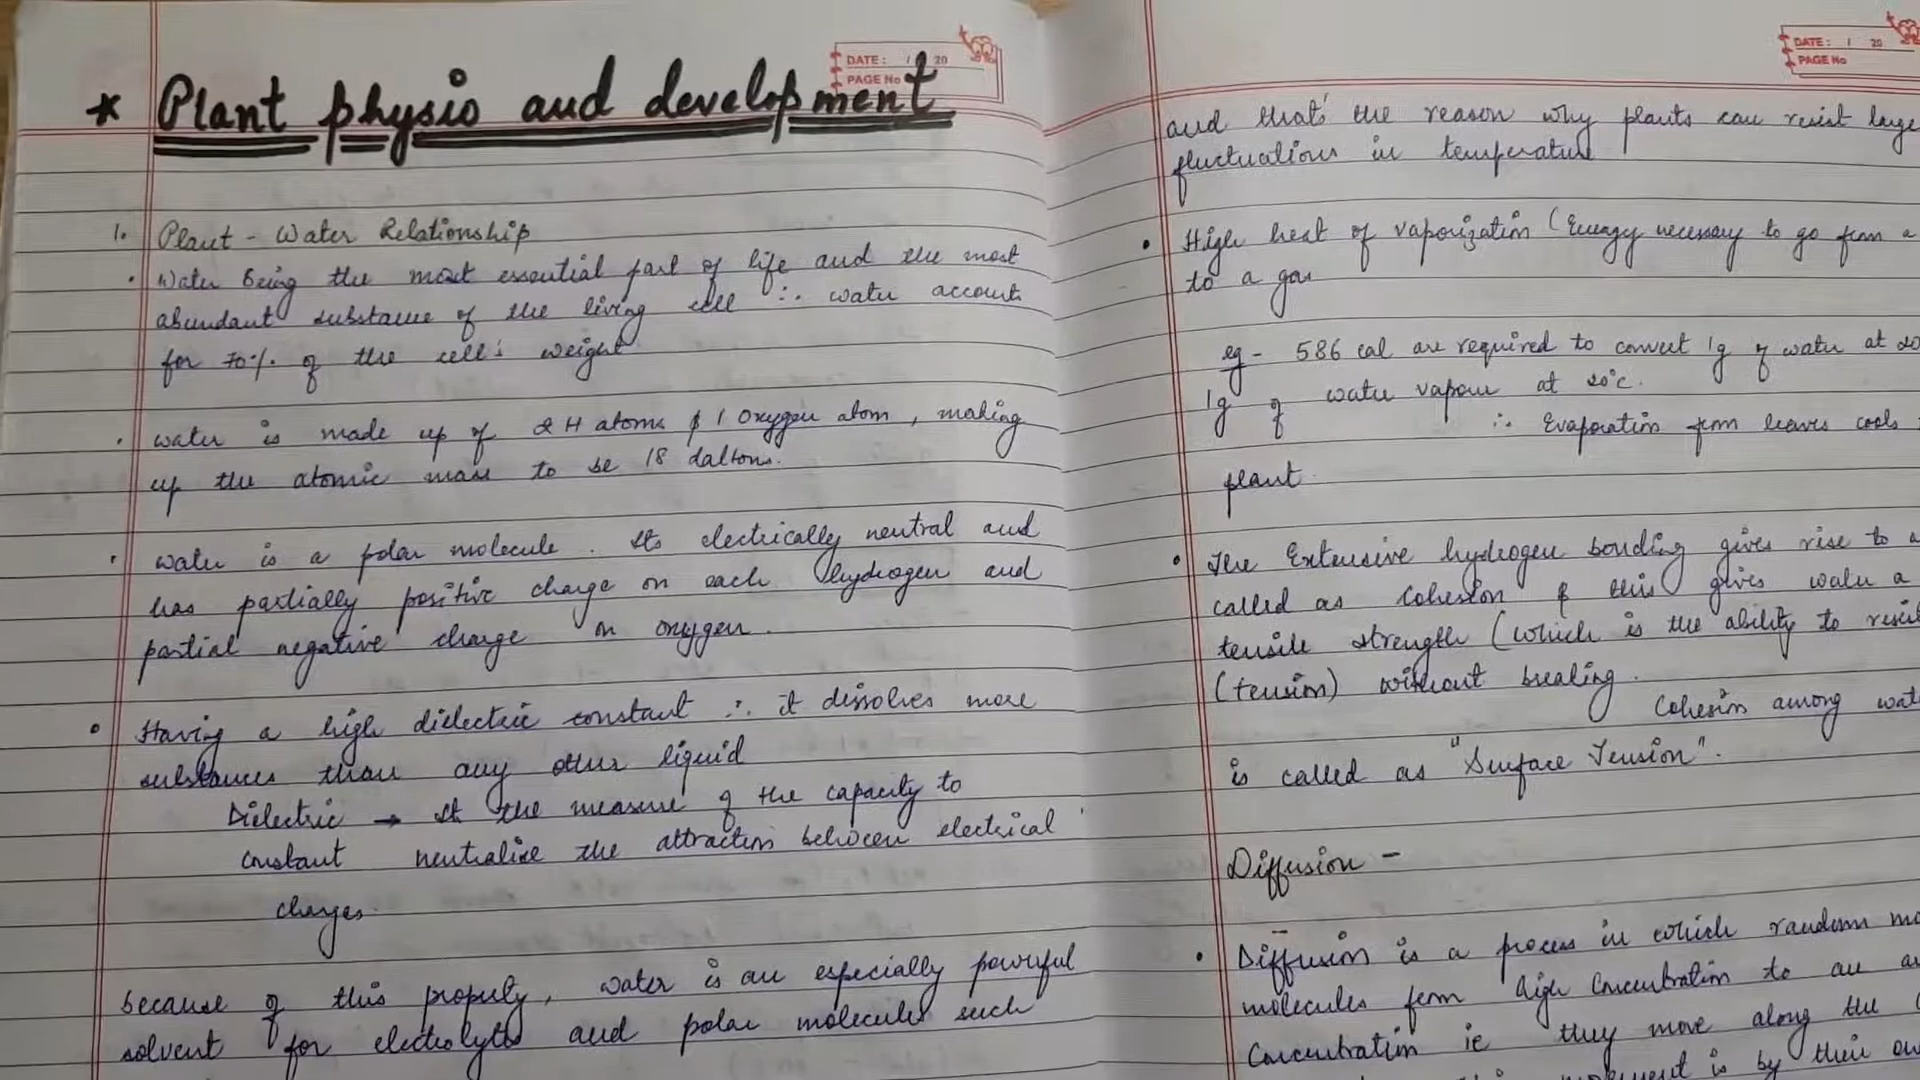 DATE: / 20
PAGE No
* Plant physio and development
1. Plant - Water Relationship
• Water being the most essential part of life and the most
abundant substance of the living cell ∴ water account
for 70% of the cell's weight
• water is made up of 2 H atoms & 1 Oxygen atom, making
up the atomic mass to be 18 daltons.
• water is a polar molecule. Its electrically neutral and
has partially positive charge on each hydrogen and
partial negative charge on oxygen.
• Having a high dielectric constant ∴ it dissolves more
substances than any other liquid
Dielectric → It the measure of the capacity to
constant neutralise the attraction between electrical
charges.
because of this property, water is an especially powerful
solvent for electrolytes and polar molecules such
DATE: / 20
PAGE No
and that's the reason why plants can resist large
fluctuations in temperature
• High heat of vaporization (Energy necessary to go from a
to a gas
eg - 586 cal are required to convert 1g of water at 20
1g of water vapour at 20°c.
∴ Evaporation from leaves cools
plant.
• The Extensive hydrogen bonding gives rise to a
called as Cohesion & this gives water a
tensile strength (which is the ability to resist
(tension) without breaking.
Cohesion among wat
is called as "Surface Tension".
Diffusion -
• Diffusion is a process in which random mo
molecules from high Concentration to an a
Concentration ie they move along the
is by their ow